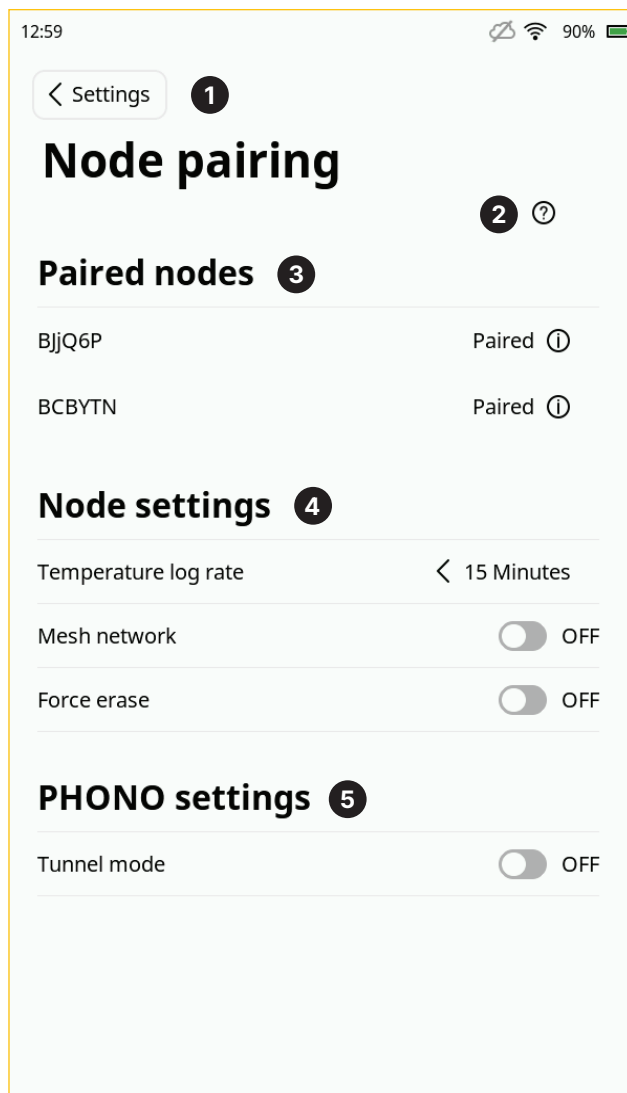 12:59 90%
Settings 1
Node pairing
2 ?
Paired nodes 3
BJjQ6P Paired i
BCBYTN Paired i
Node settings 4
Temperature log rate 15 Minutes
Mesh network OFF
Force erase OFF
PHONO settings 5
Tunnel mode OFF